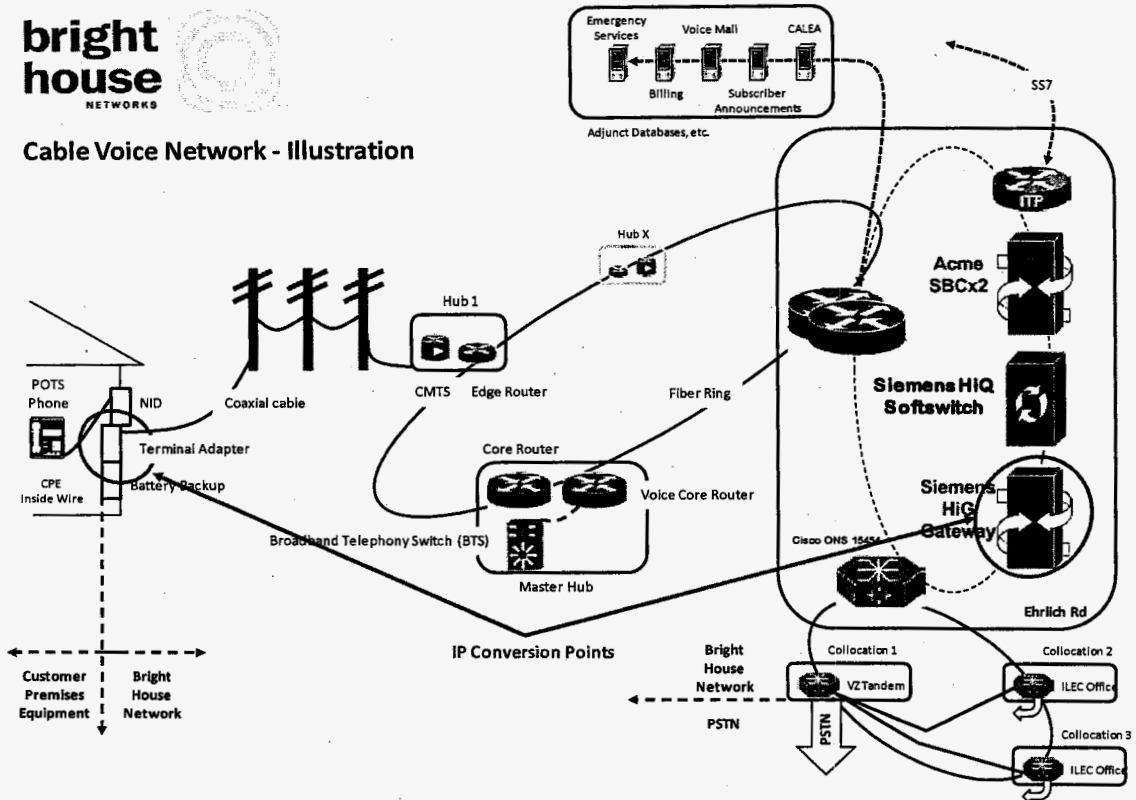 bright
house
NETWORKS
Cable Voice Network - Illustration
Emergency
Services
Voice Mail
CALEA
Billing
Subscriber
Announcements
Adjunct Databases, etc.
SS7
ITP
Acme
SBCx2
Siemens HiQ
Softswitch
Siemens
HiG
Gateway
Cisco ONS 15454
Ehrlich Rd
Hub X
Hub 1
CMTS
Edge Router
Fiber Ring
POTS
Phone
NID
Coaxial cable
Terminal Adapter
Battery Backup
CPE
Inside Wire
Core Router
Voice Core Router
Broadband Telephony Switch (BTS)
Master Hub
IP Conversion Points
Customer
Premises
Equipment
Bright
House
Network
Bright
House
Network
PSTN
Collocation 1
VZ Tandem
PSTN
Collocation 2
ILEC Office
Collocation 3
ILEC Office